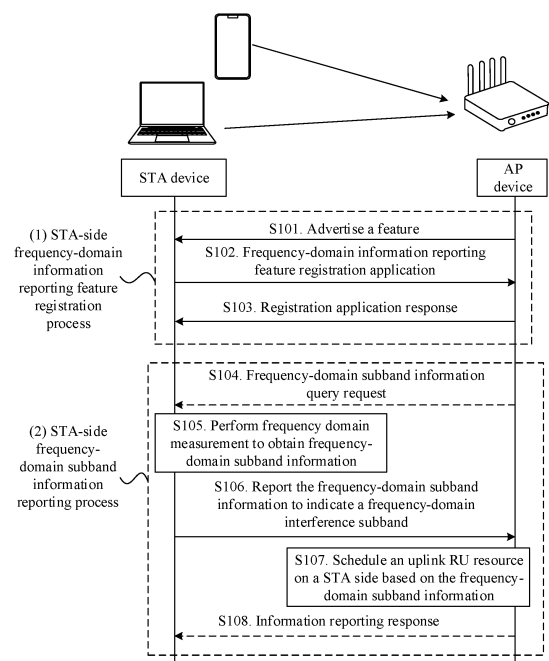 STA device
AP
device
(1) STA-side
frequency-domain
information
reporting feature
registration
process
S101. Advertise a feature
S102. Frequency-domain information reporting
feature registration application
S103. Registration application response
(2) STA-side
frequency-
domain subband
information
reporting process
S104. Frequency-domain subband information
query request
S105. Perform frequency domain
measurement to obtain frequency-
domain subband information
S106. Report the frequency-domain subband
information to indicate a frequency-domain
interference subband
S107. Schedule an uplink RU resource
on a STA side based on the frequency-
domain subband information
S108. Information reporting response